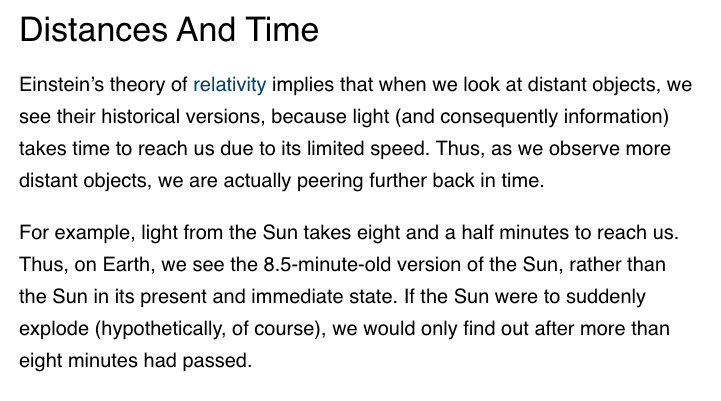 Distances And Time
Einstein’s theory of relativity implies that when we look at distant objects, we
see their historical versions, because light (and consequently information)
takes time to reach us due to its limited speed. Thus, as we observe more
distant objects, we are actually peering further back in time.
For example, light from the Sun takes eight and a half minutes to reach us.
Thus, on Earth, we see the 8.5-minute-old version of the Sun, rather than
the Sun in its present and immediate state. If the Sun were to suddenly
explode (hypothetically, of course), we would only find out after more than
eight minutes had passed.